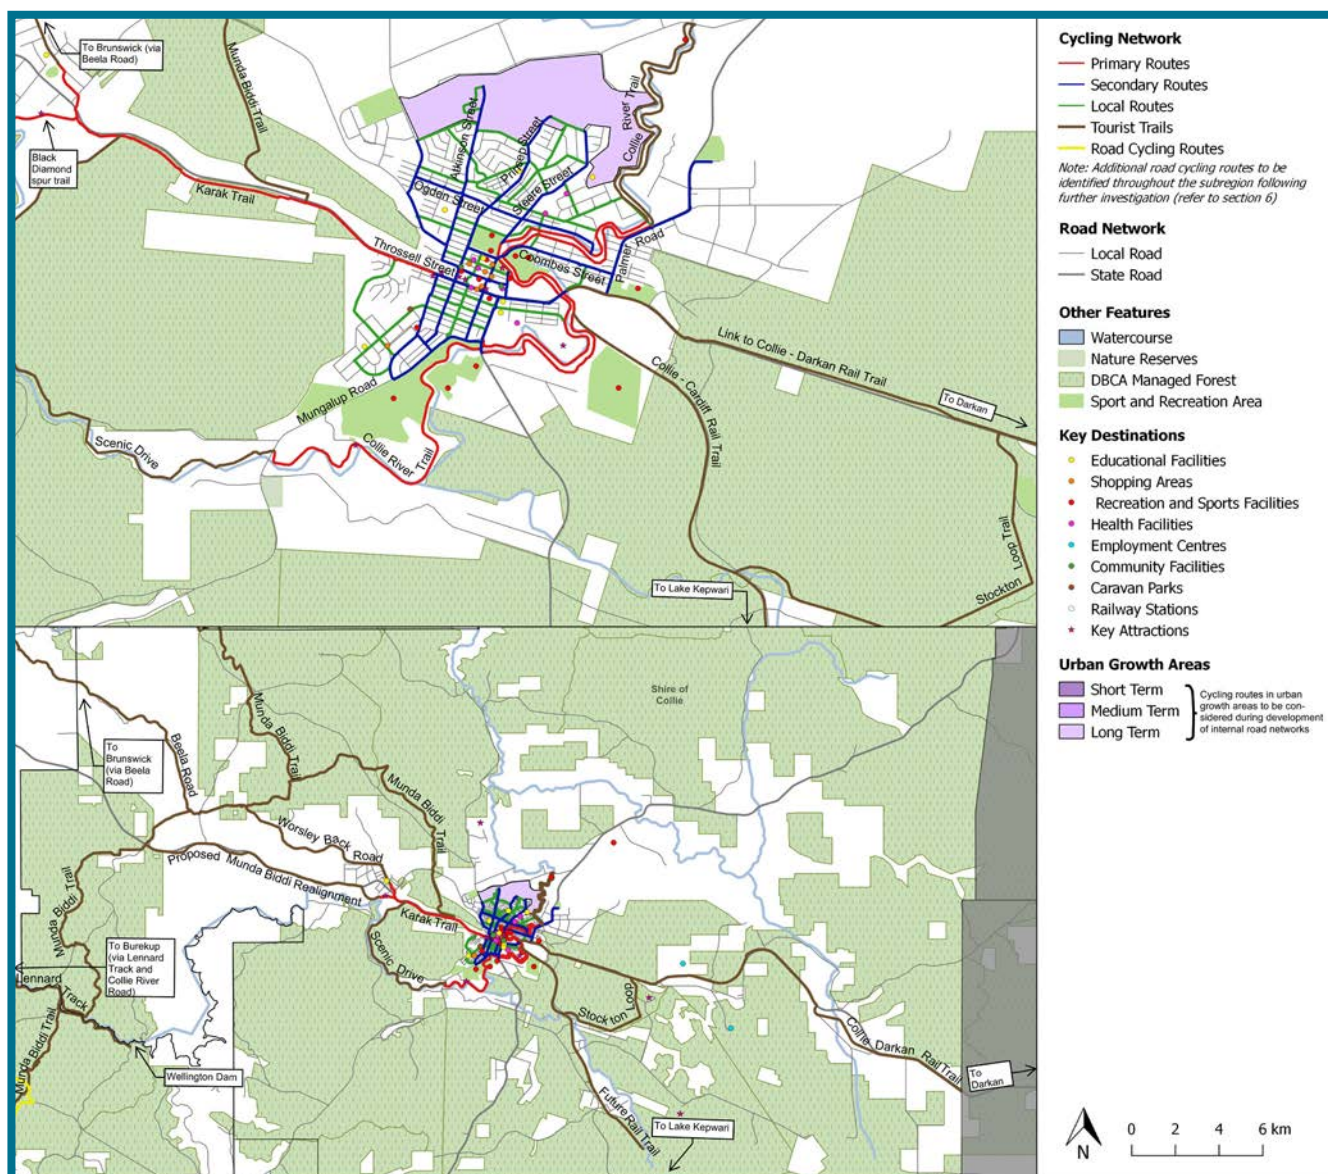 To Brunswick (via
Beela Road)
Munda Biddi Trail
Black
Diamond
spur trail
Karak Trail
Atkinson Street
Prinsep Street
Steere Street
Ogden Street
Collie River Trail
Throssell Street
Coombes Street
Palmer Road
Link to Collie - Darkan Rail Trail
To Darkan
Collie - Cardiff Rail Trail
Mungalup Road
Scenic Drive
Collie River Trail
Stockton Loop Trail
To Lake Kepwari
Shire of
Collie
To
Brunswick
(via Beela
Road)
Beela Road
Munda Biddi Trail
Munda Biddi Trail
Worsley Back Road
Proposed Munda Biddi Realignment
Munda Biddi Trail
Karak Trail
To Burekup
(via Lennard
Track and
Collie River
Road)
Scenic Drive
Lennard Track
Munda Biddi Trail
Wellington Dam
Stockton Loop
Collie Darkan Rail Trail
To
Darkan
Future Rail Trail
To Lake Kepwari
Cycling Network
Primary Routes
Secondary Routes
Local Routes
Tourist Trails
Road Cycling Routes
Note: Additional road cycling routes to be
identified throughout the subregion following
further investigation (refer to section 6)
Road Network
Local Road
State Road
Other Features
Watercourse
Nature Reserves
DBCA Managed Forest
Sport and Recreation Area
Key Destinations
Educational Facilities
Shopping Areas
Recreation and Sports Facilities
Health Facilities
Employment Centres
Community Facilities
Caravan Parks
Railway Stations
Key Attractions
Urban Growth Areas
Short Term
Medium Term
Long Term
Cycling routes in urban
growth areas to be con-
sidered during development
of internal road networks
N
0 2 4 6 km